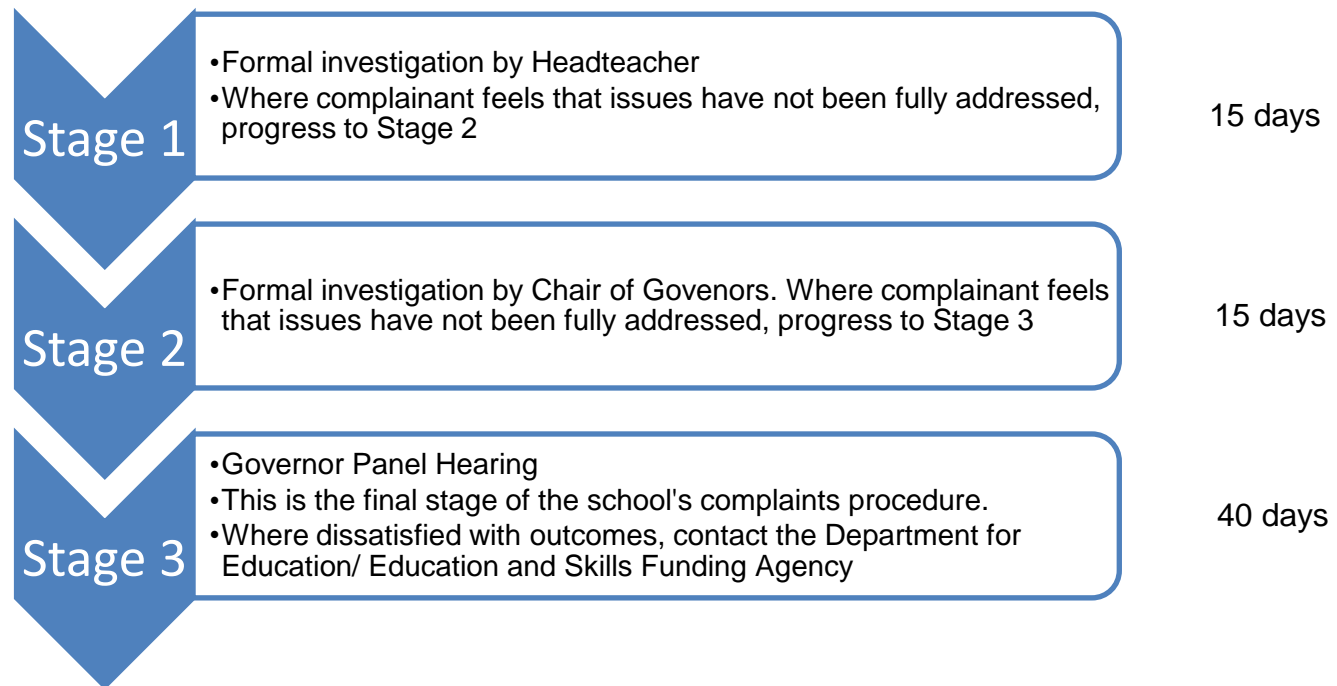 Stage 1
•Formal investigation by Headteacher
•Where complainant feels that issues have not been fully addressed,
progress to Stage 2
15 days
Stage 2
•Formal investigation by Chair of Govenors. Where complainant feels
that issues have not been fully addressed, progress to Stage 3
15 days
Stage 3
•Governor Panel Hearing
•This is the final stage of the school's complaints procedure.
•Where dissatisfied with outcomes, contact the Department for
Education/ Education and Skills Funding Agency
40 days